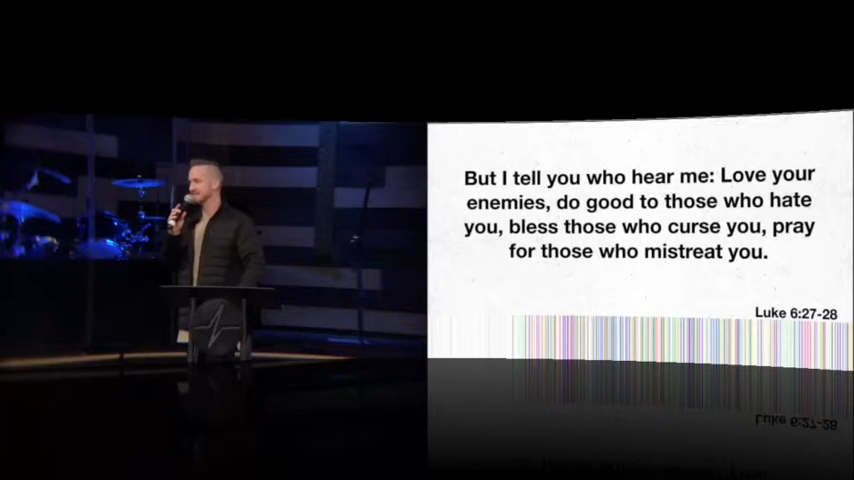 But I tell you who hear me: Love your
enemies, do good to those who hate
you, bless those who curse you, pray
for those who mistreat you.
Luke 6:27-28